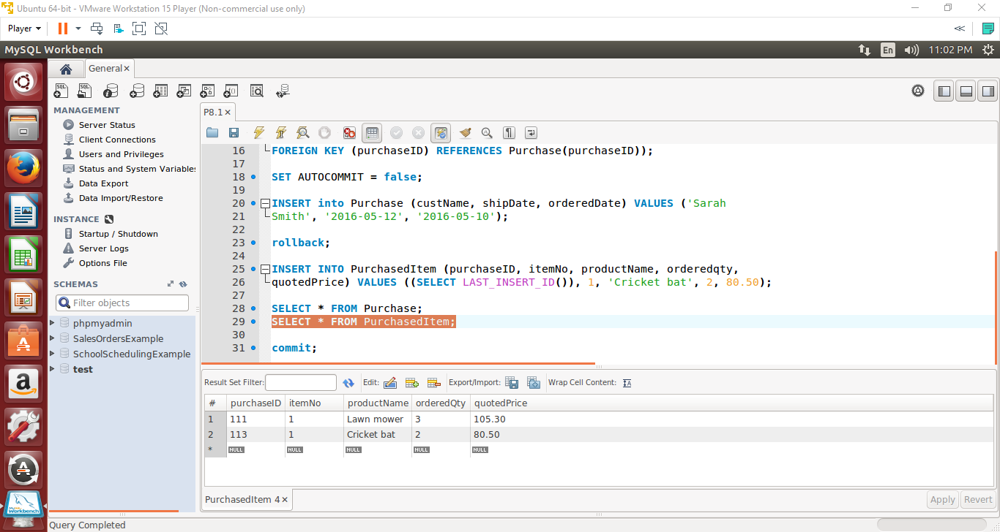 Ubuntu 64-bit - VMware Workstation 15 Player (Non-commercial use only)
Player
MySQL Workbench
En
11:02 PM
General
MANAGEMENT
Server Status
Client Connections
Users and Privileges
Status and System Variables
Data Export
Data Import/Restore
INSTANCE
Startup / Shutdown
Server Logs
Options File
SCHEMAS
Filter objects
phpmyadmin
SalesOrdersExample
SchoolSchedulingExample
test
P8.1
16 FOREIGN KEY (purchaseID) REFERENCES Purchase(purchaseID));
17
18 SET AUTOCOMMIT = false;
19
20 INSERT into Purchase (custName, shipDate, orderedDate) VALUES ('Sarah
21 Smith', '2016-05-12', '2016-05-10');
22
23 rollback;
24
25 INSERT INTO PurchasedItem (purchaseID, itemNo, productName, orderedqty,
26 quotedPrice) VALUES ((SELECT LAST_INSERT_ID()), 1, 'Cricket bat', 2, 80.50);
27
28 SELECT * FROM Purchase;
29 SELECT * FROM PurchasedItem;
30
31 commit;
Result Set Filter: Edit: Export/Import: Wrap Cell Content:
# purchaseID itemNo productName orderedQty quotedPrice
1 111 1 Lawn mower 3 105.30
2 113 1 Cricket bat 2 80.50
* NULL NULL NULL NULL NULL
PurchasedItem 4
Apply Revert
Workbench
Query Completed